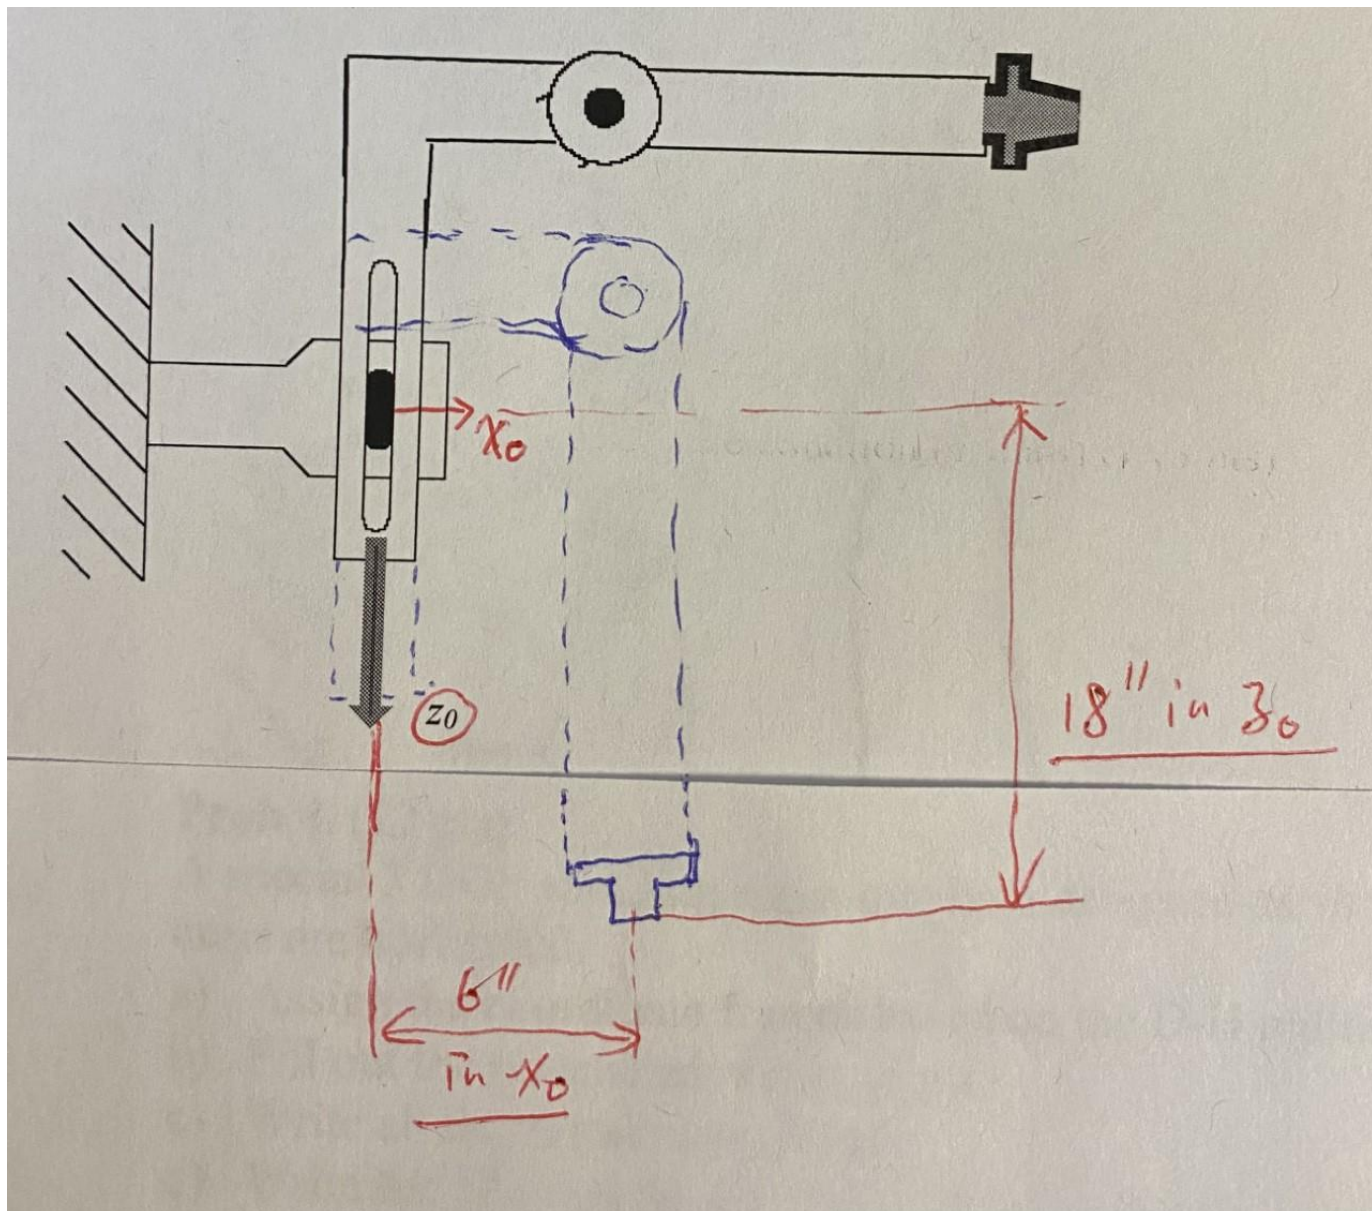 x₀
z₀
18" in z₀
6"
in x₀